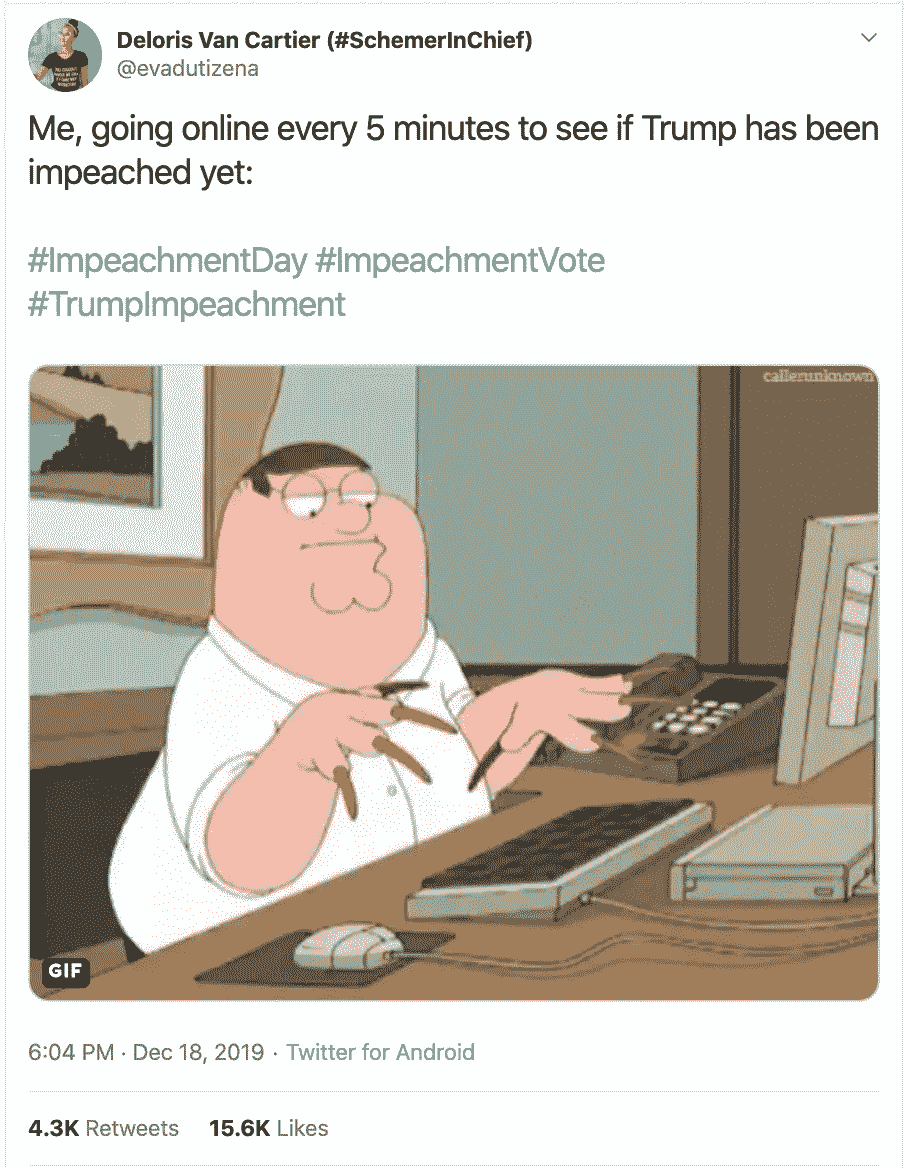 Deloris Van Cartier (#SchemerInChief)
@evadutizena
Me, going online every 5 minutes to see if Trump has been
impeached yet:
#ImpeachmentDay #ImpeachmentVote
#TrumpImpeachment
callerunknown
GIF
6:04 PM · Dec 18, 2019 · Twitter for Android
4.3K Retweets 15.6K Likes